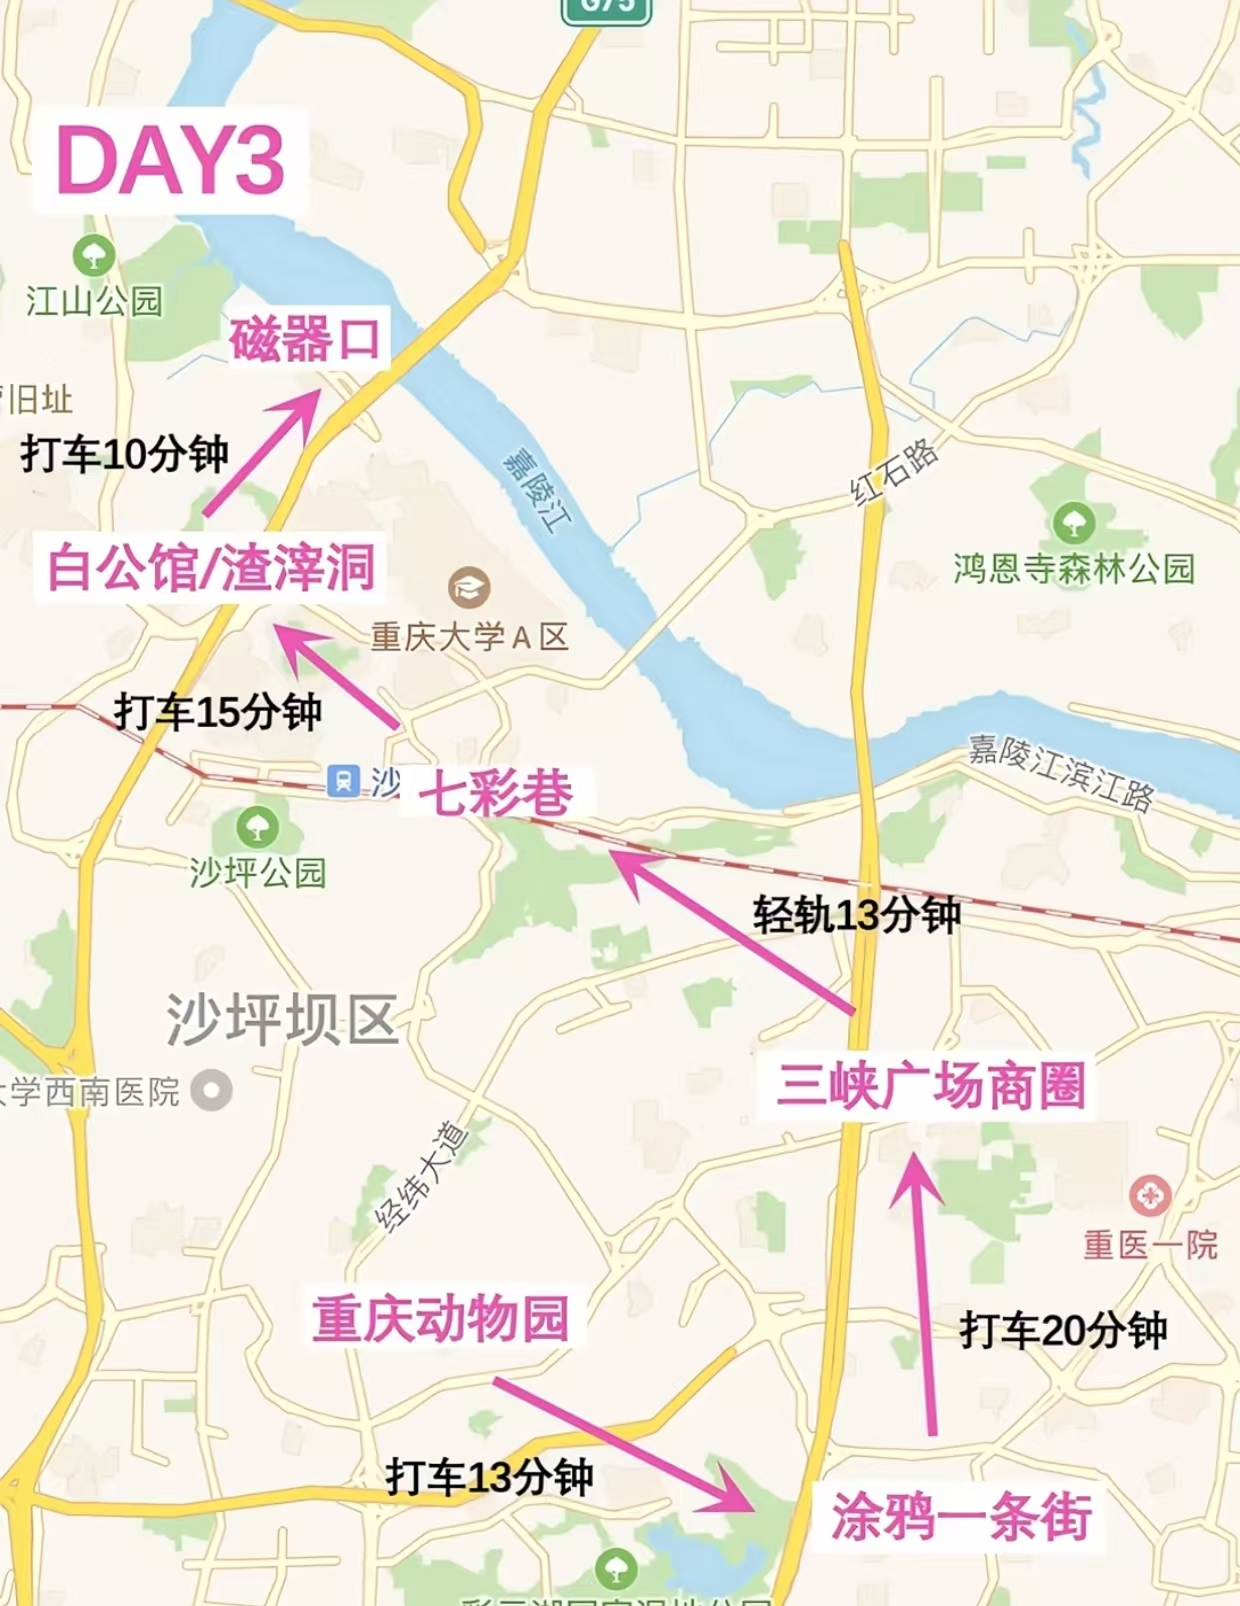 G75
DAY3
江山公园
磁器口
旧址
打车10分钟
嘉陵江
红石路
白公馆/渣滓洞
鸿恩寺森林公园
重庆大学A区
打车15分钟
嘉陵江滨江路
沙
七彩巷
沙坪公园
轻轨13分钟
沙坪坝区
三峡广场商圈
大学西南医院
经纬大道
重医一院
重庆动物园
打车20分钟
打车13分钟
涂鸦一条街